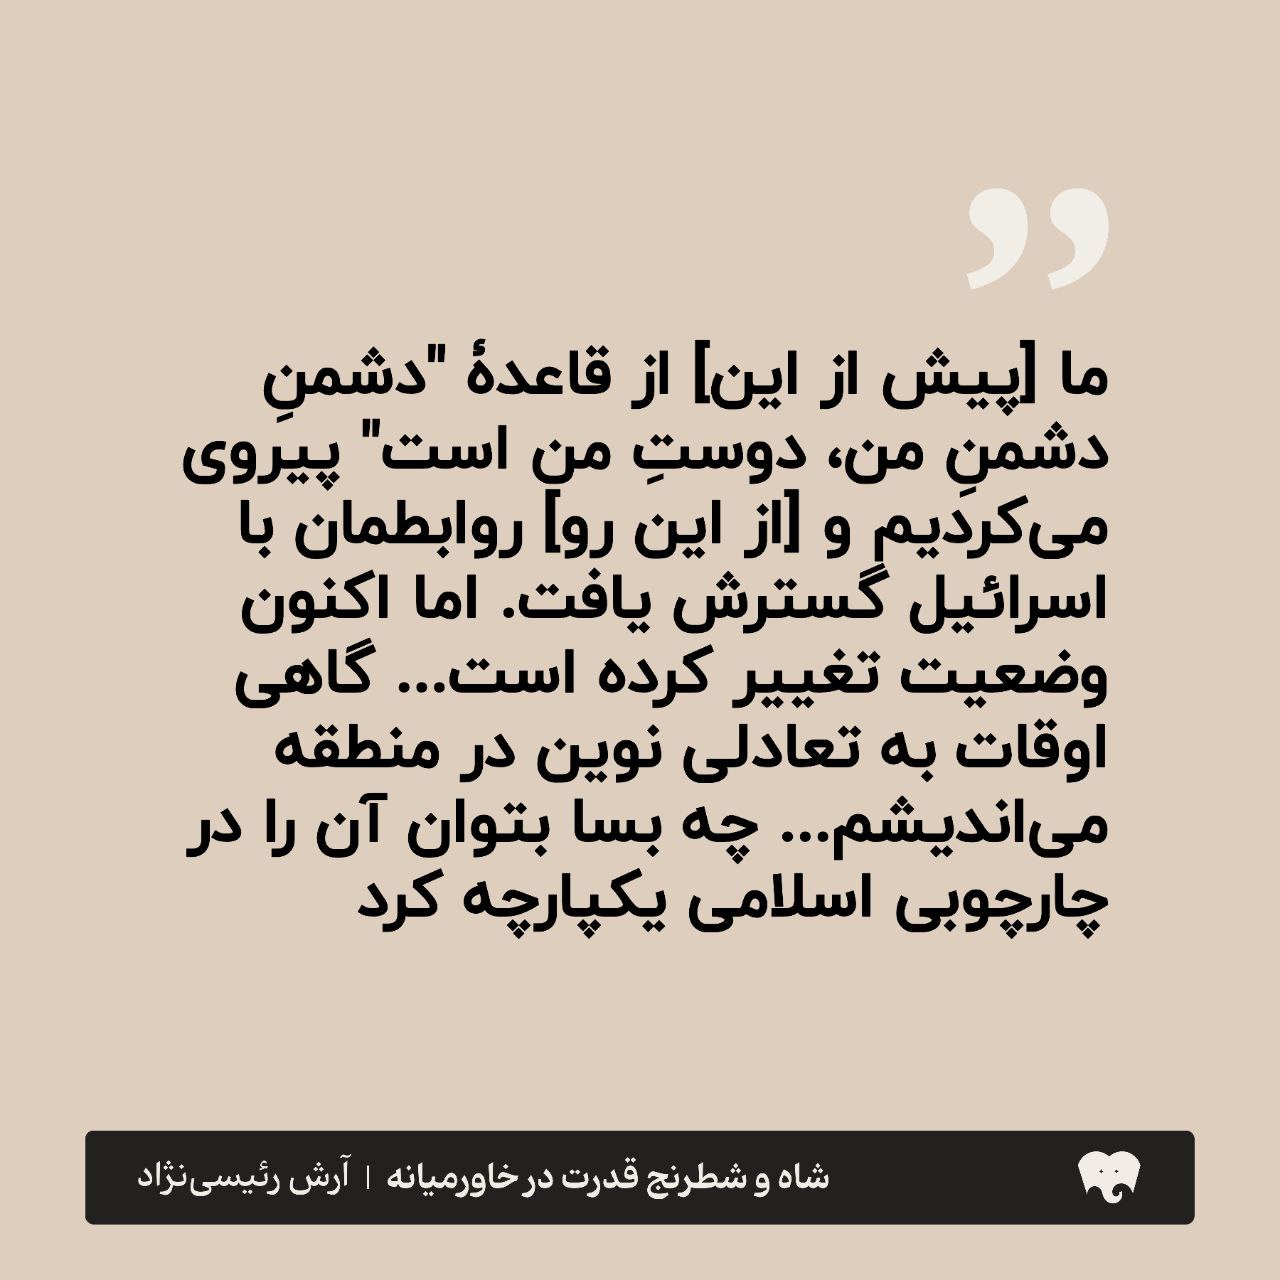 ”
ما [پیش از این] از قاعدهٔ "دشمنِ
دشمنِ من، دوستِ من است" پیروی
می‌کردیم و [از این رو] روابطمان با
اسرائیل گسترش یافت. اما اکنون
وضعیت تغییر کرده است... گاهی
اوقات به تعادلی نوین در منطقه
می‌اندیشم... چه بسا بتوان آن را در
چارچوبی اسلامی یکپارچه کرد
شاه و شطرنج قدرت در خاورمیانه | آرش رئیسی‌نژاد